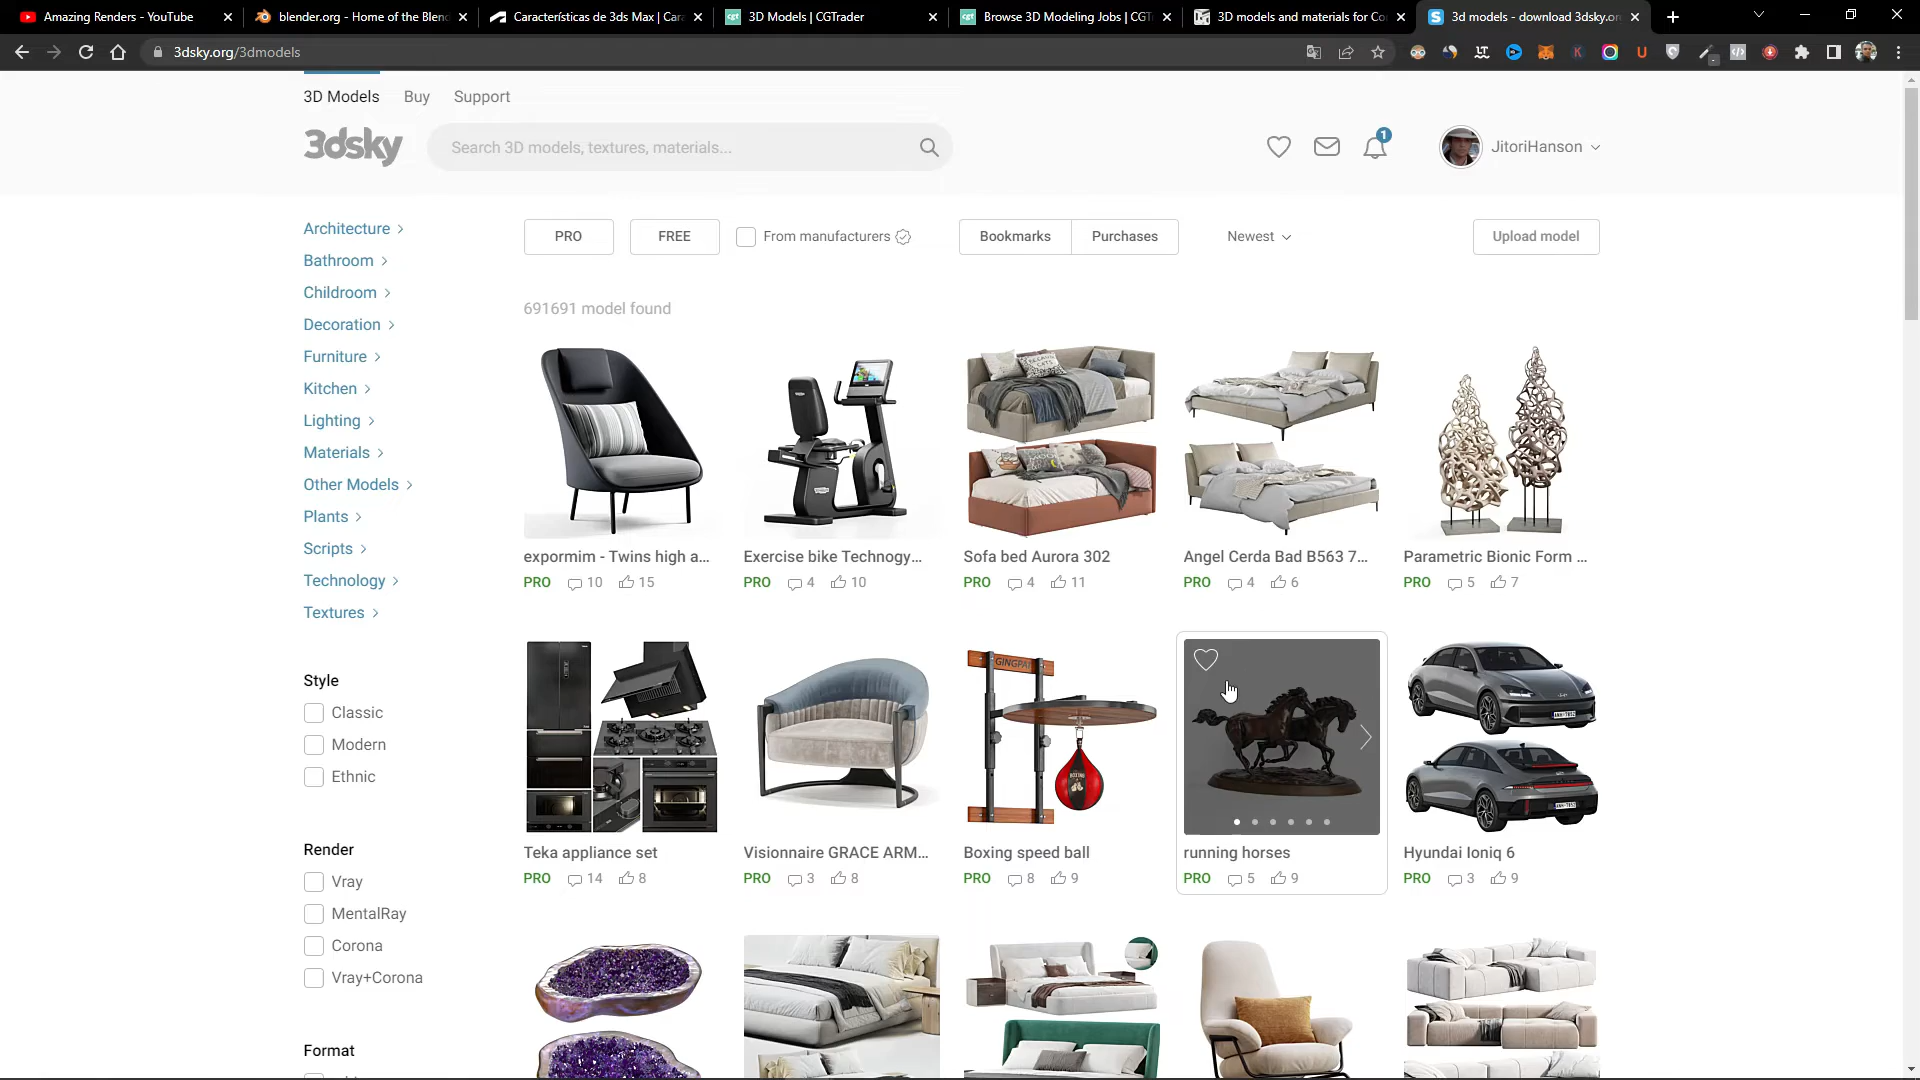 Amazing Renders - YouTube
blender.org - Home of the Blen
Características de 3ds Max | Cara
3D Models | CGTrader
Browse 3D Modeling Jobs | CGT
3D models and materials for Co
3d models - download 3dsky.or
3dsky.org/3dmodels
3D Models
Buy
Support
3dsky
Search 3D models, textures, materials...
1
JitoriHanson
Architecture
Bathroom
Childroom
Decoration
Furniture
Kitchen
Lighting
Materials
Other Models
Plants
Scripts
Technology
Textures
Style
Classic
Modern
Ethnic
Render
Vray
MentalRay
Corona
Vray+Corona
Format
PRO
FREE
From manufacturers
Bookmarks
Purchases
Newest
Upload model
691691 model found
expormim - Twins high a...
PRO 10 15
Exercise bike Technogy...
PRO 4 10
Sofa bed Aurora 302
PRO 4 11
Angel Cerda Bad B563 7...
PRO 4 6
Parametric Bionic Form ...
PRO 5 7
Teka appliance set
PRO 14 8
Visionnaire GRACE ARM...
PRO 3 8
GINGPAI
Boxing speed ball
PRO 8 9
running horses
PRO 5 9
Hyundai Ioniq 6
PRO 3 9